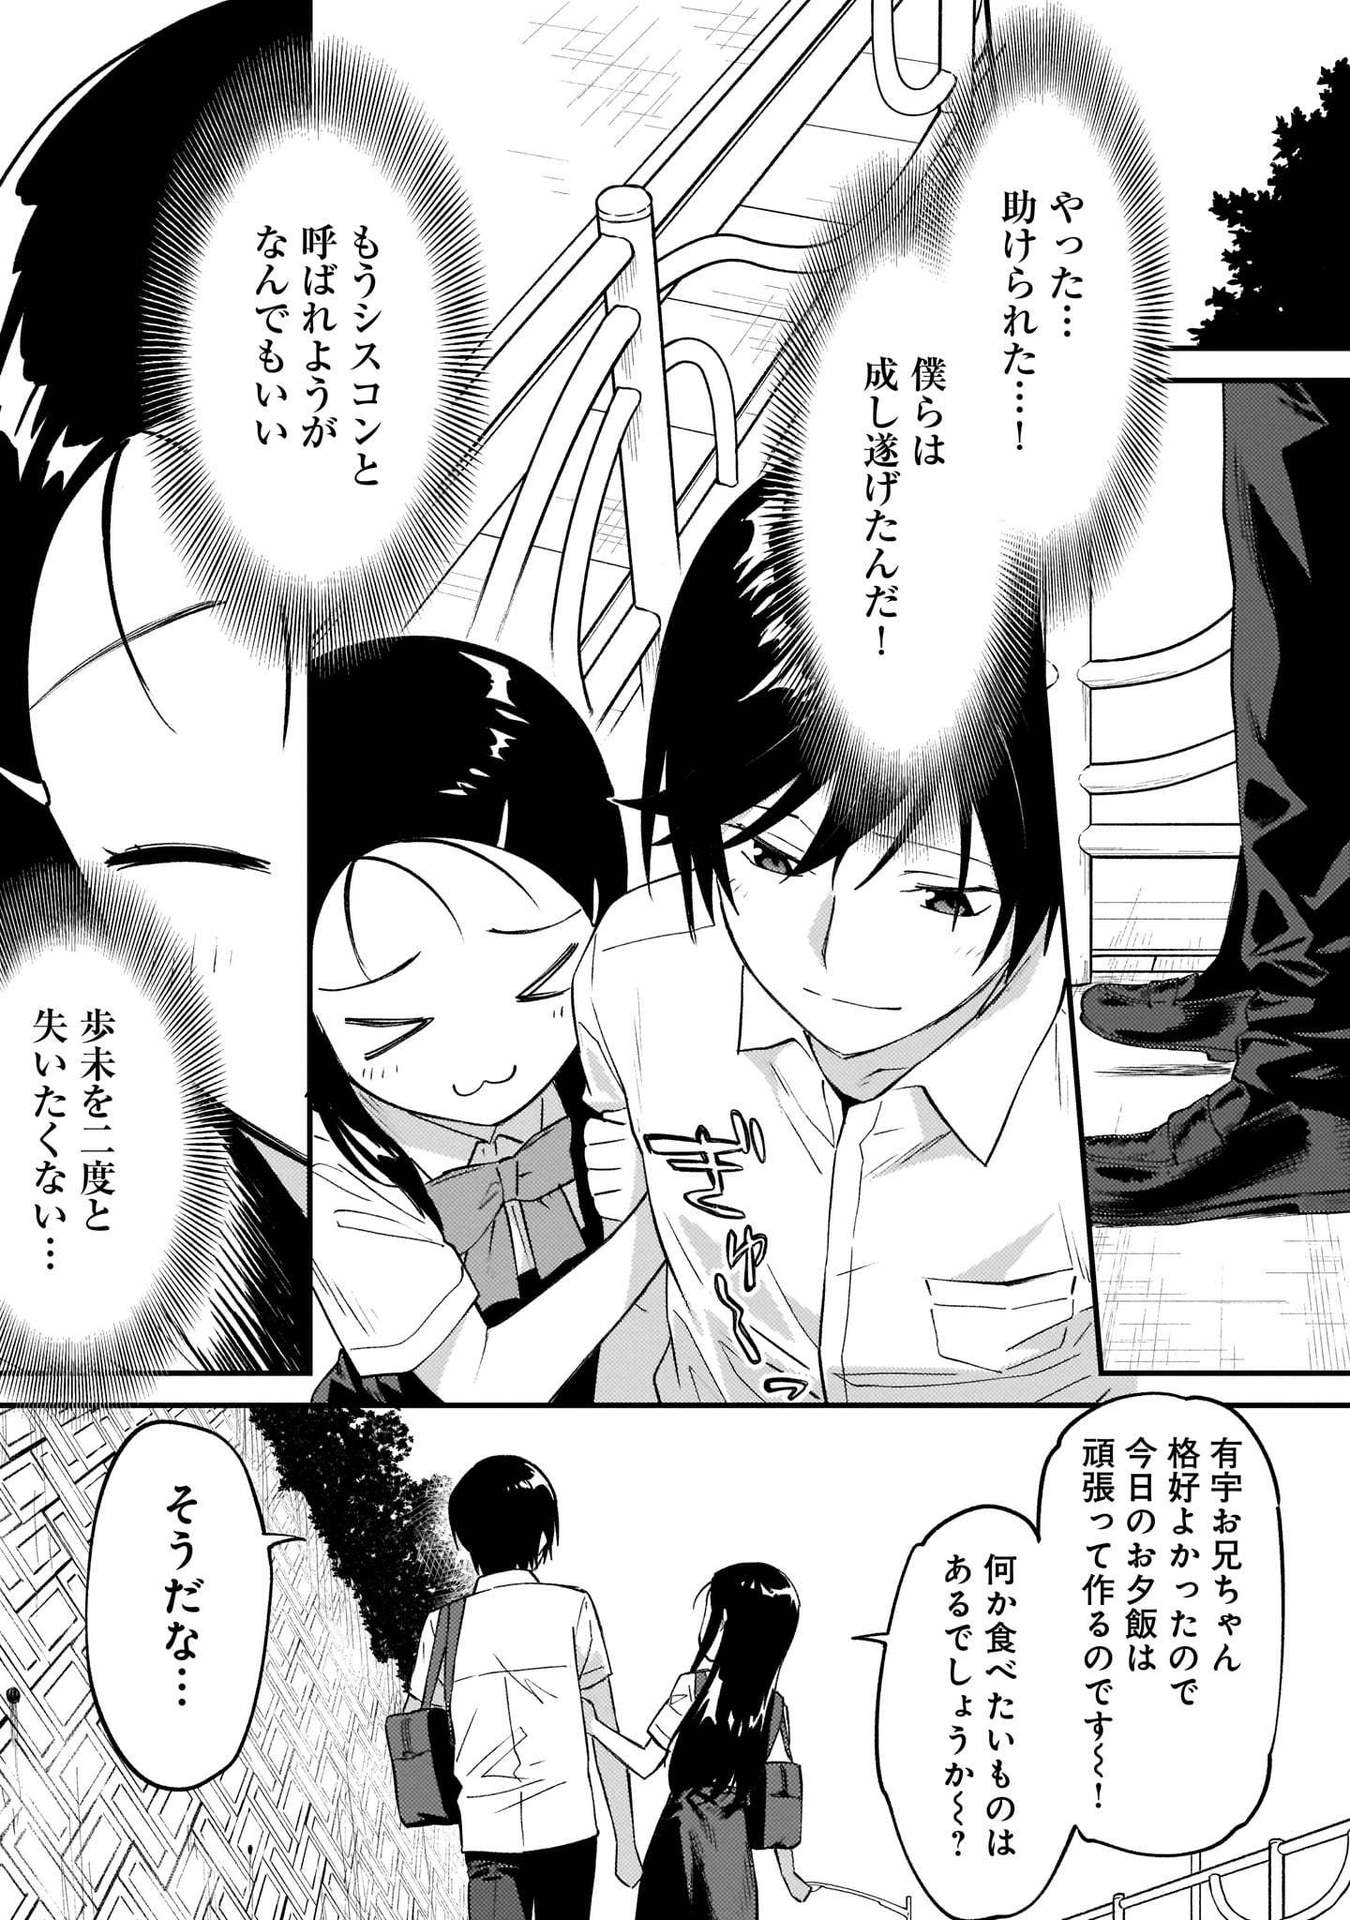 やった…
助けられた…！
僕らは
成し遂げたんだ！
もうシスコンと
呼ばれようが
なんでもいい
歩未を二度と
失いたくない…
ぎゅ〜っ
有宇お兄ちゃん
格好よかったので
今日のお夕飯は
頑張って作るのです〜！
何か食べたいものは
あるでしょうか〜？
そうだな…